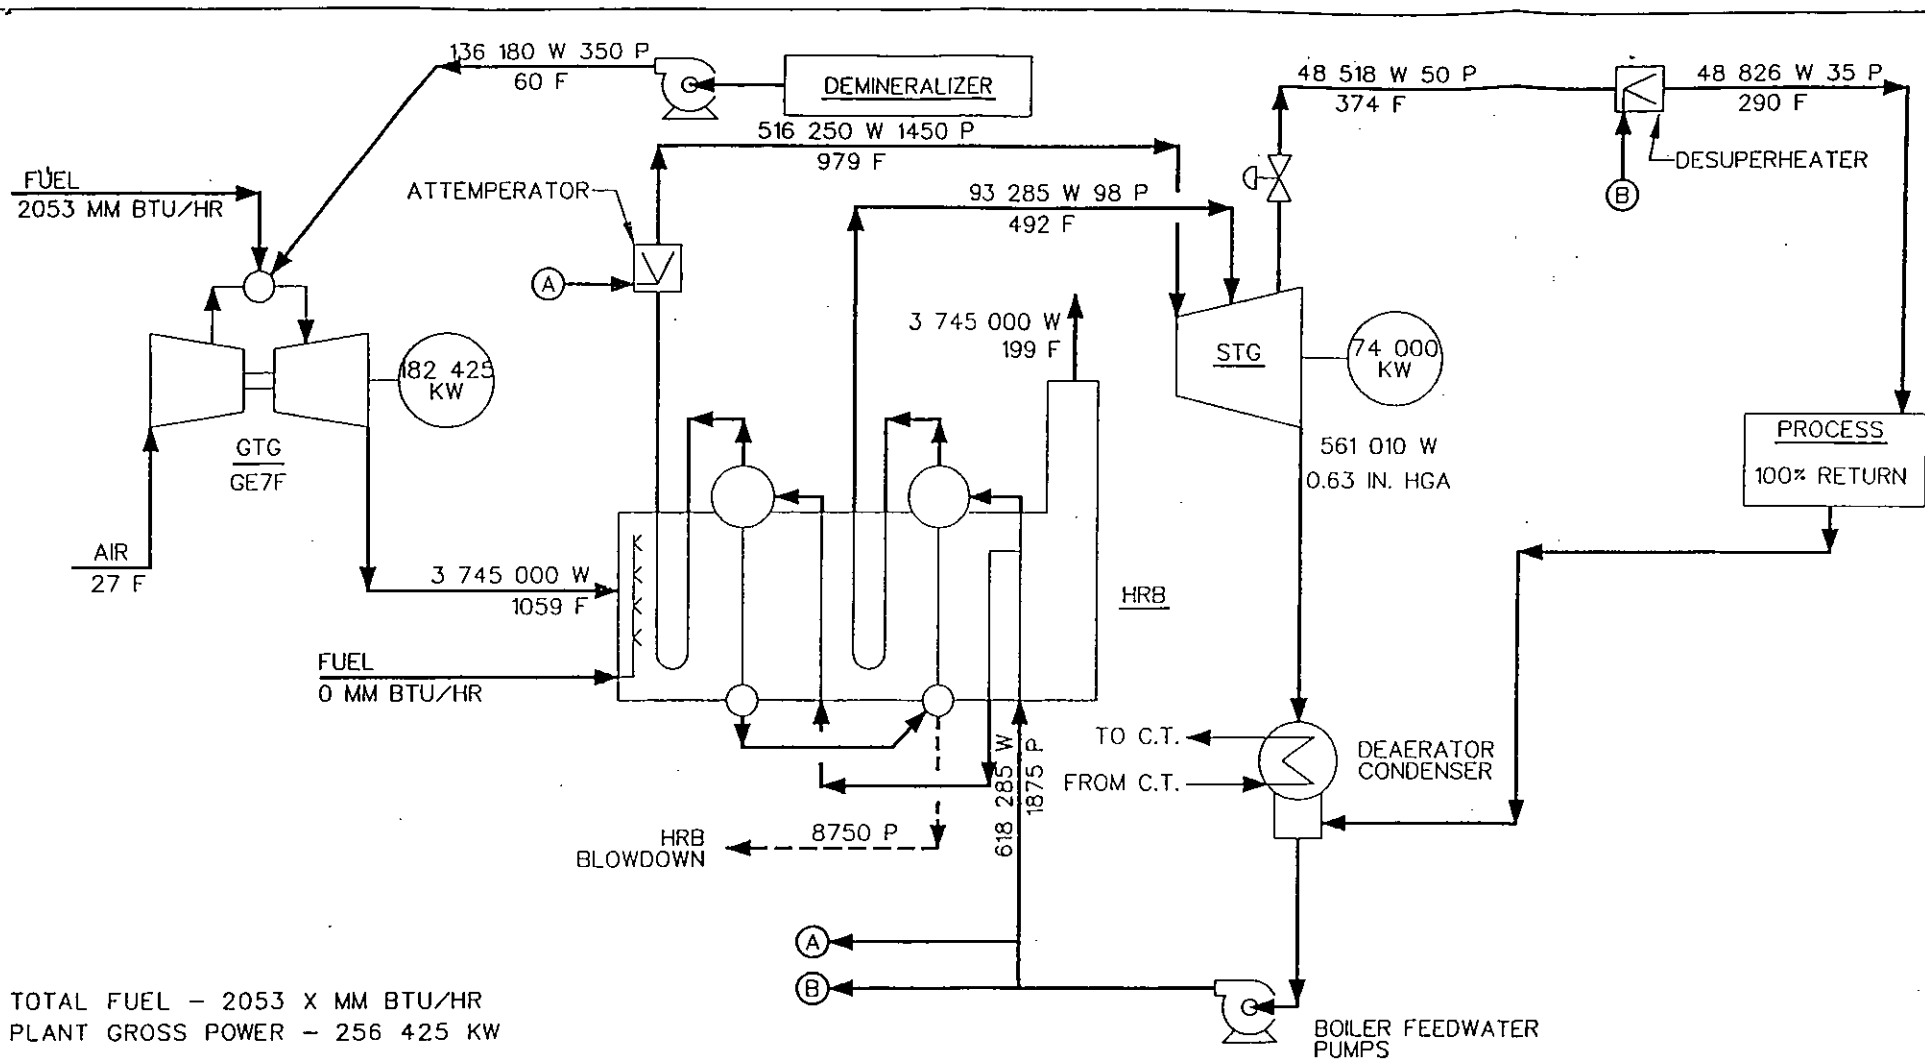 136 180 W 350 P
60 F
DEMINERALIZER
48 518 W 50 P
374 F
48 826 W 35 P
290 F
516 250 W 1450 P
979 F
DESUPERHEATER
B
FUEL
2053 MM BTU/HR
ATTEMPERATOR
93 285 W 98 P
492 F
A
3 745 000 W
199 F
STG
74 000
KW
182 425
KW
GTG
GE7F
561 010 W
0.63 IN. HGA
PROCESS
100% RETURN
AIR
27 F
3 745 000 W
1059 F
HRB
FUEL
0 MM BTU/HR
TO C.T.
FROM C.T.
DEAERATOR
CONDENSER
618 285 W
1875 P
HRB
BLOWDOWN
8750 P
A
B
TOTAL FUEL - 2053 X MM BTU/HR
PLANT GROSS POWER - 256 425 KW
BOILER FEEDWATER
PUMPS